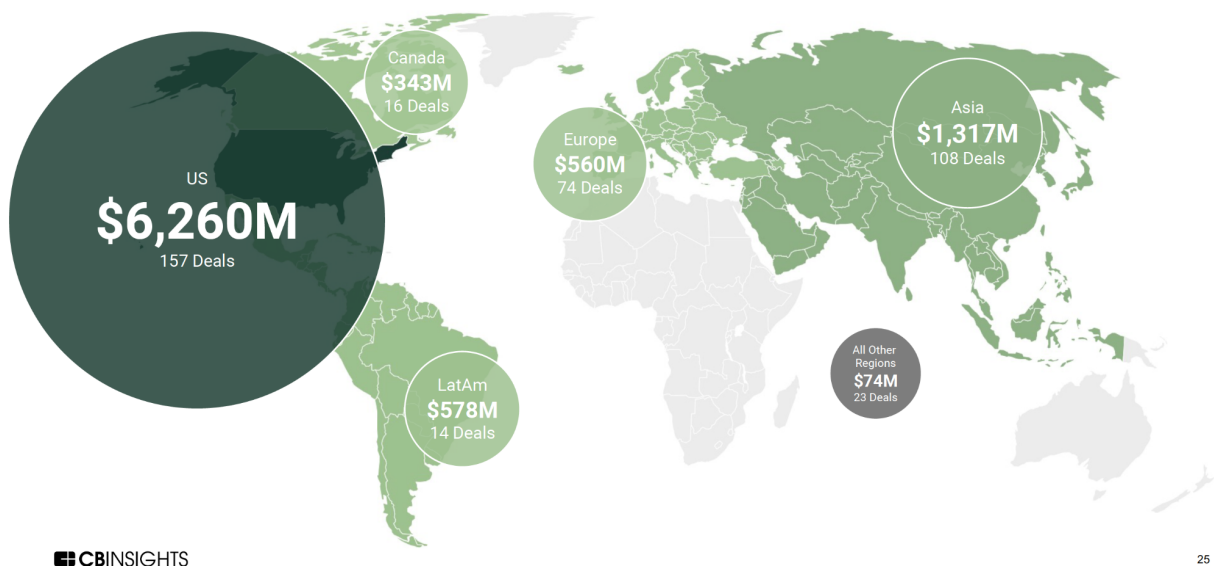 Canada
$343M
16 Deals
US
$6,260M
157 Deals
Europe
$560M
74 Deals
Asia
$1,317M
108 Deals
LatAm
$578M
14 Deals
All Other
Regions
$74M
23 Deals
CBINSIGHTS
25